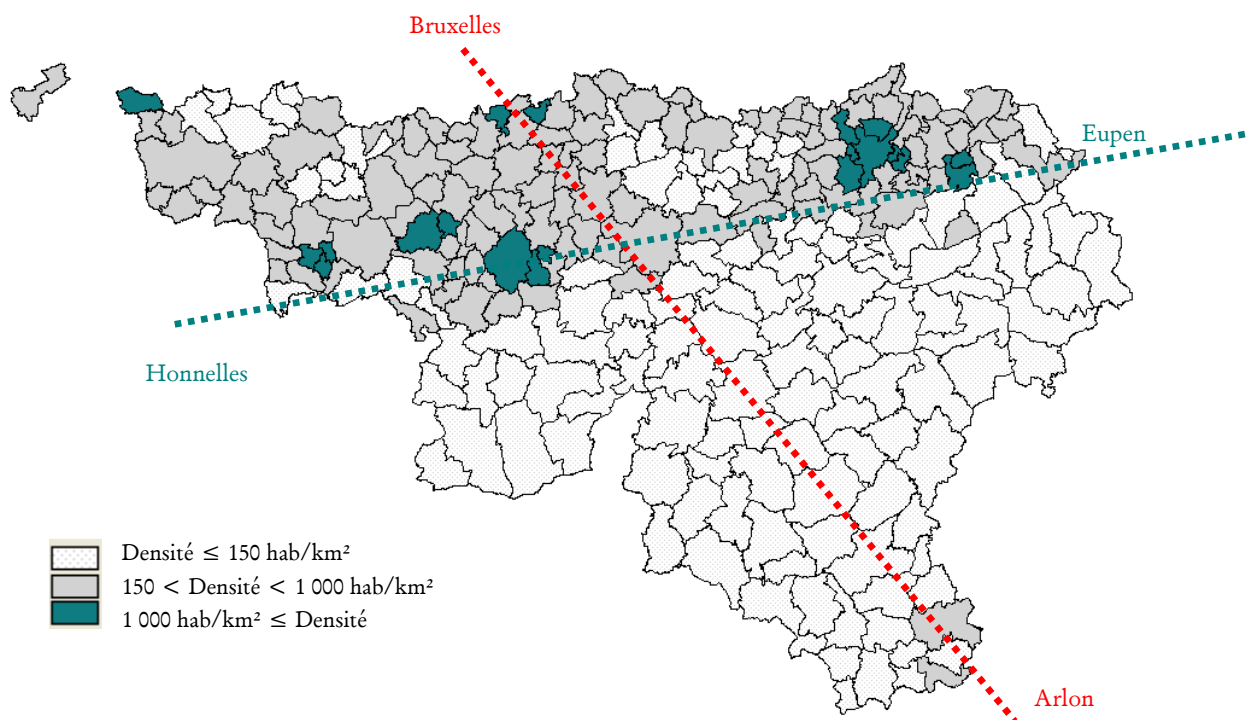 Bruxelles
Eupen
Honnelles
Densité ≤ 150 hab/km²
150 < Densité < 1 000 hab/km²
1 000 hab/km² ≤ Densité
Arlon